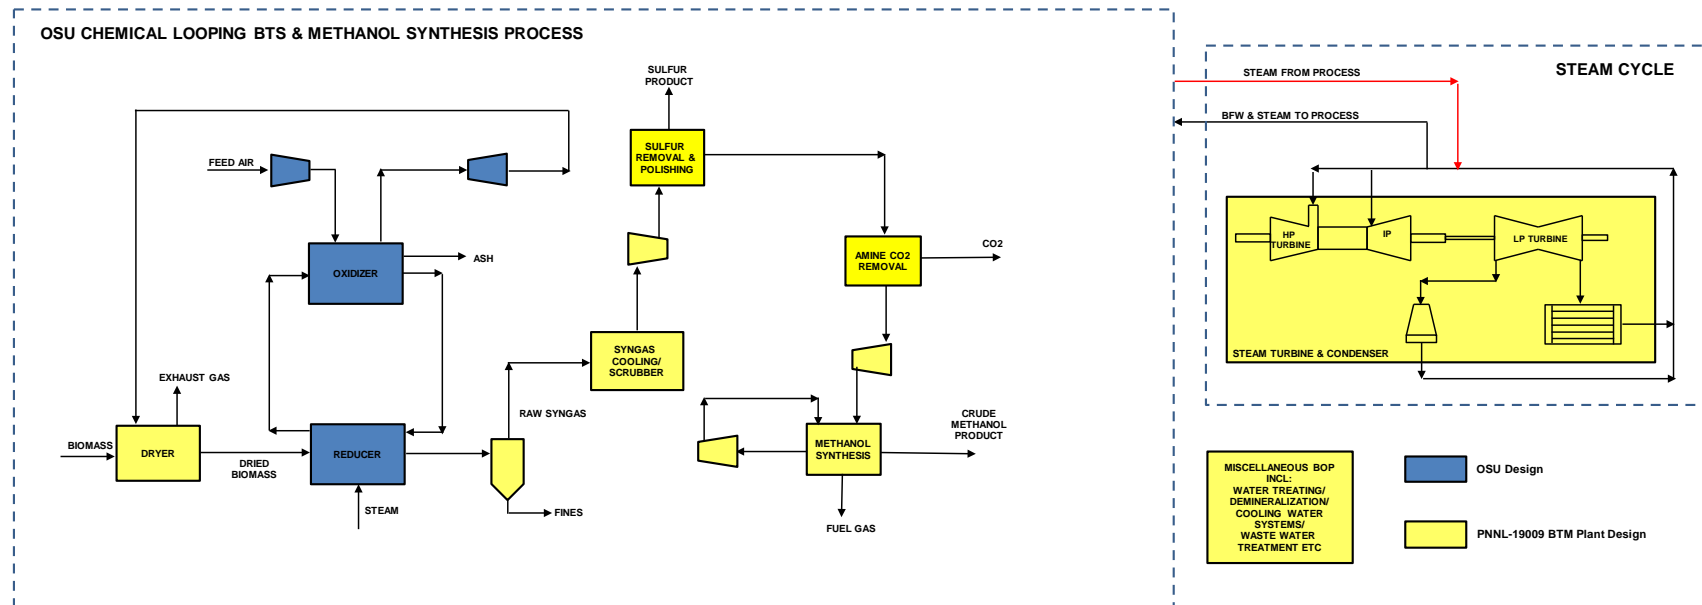 OSU CHEMICAL LOOPING BTS & METHANOL SYNTHESIS PROCESS
SULFUR
PRODUCT
FEED AIR
SULFUR
REMOVAL &
POLISHING
OXIDIZER
ASH
AMINE CO2
REMOVAL
CO2
SYNGAS
COOLING/
SCRUBBER
EXHAUST GAS
RAW SYNGAS
BIOMASS
DRYER
DRIED
BIOMASS
REDUCER
STEAM
FINES
METHANOL
SYNTHESIS
CRUDE
METHANOL
PRODUCT
FUEL GAS
STEAM FROM PROCESS
STEAM CYCLE
BFW & STEAM TO PROCESS
HP
TURBINE
IP
LP TURBINE
STEAM TURBINE & CONDENSER
MISCELLANEOUS BOP
INCL:
WATER TREATING/
DEMINERALIZATION/
COOLING WATER
SYSTEMS/
WASTE WATER
TREATMENT ETC
OSU Design
PNNL-19009 BTM Plant Design